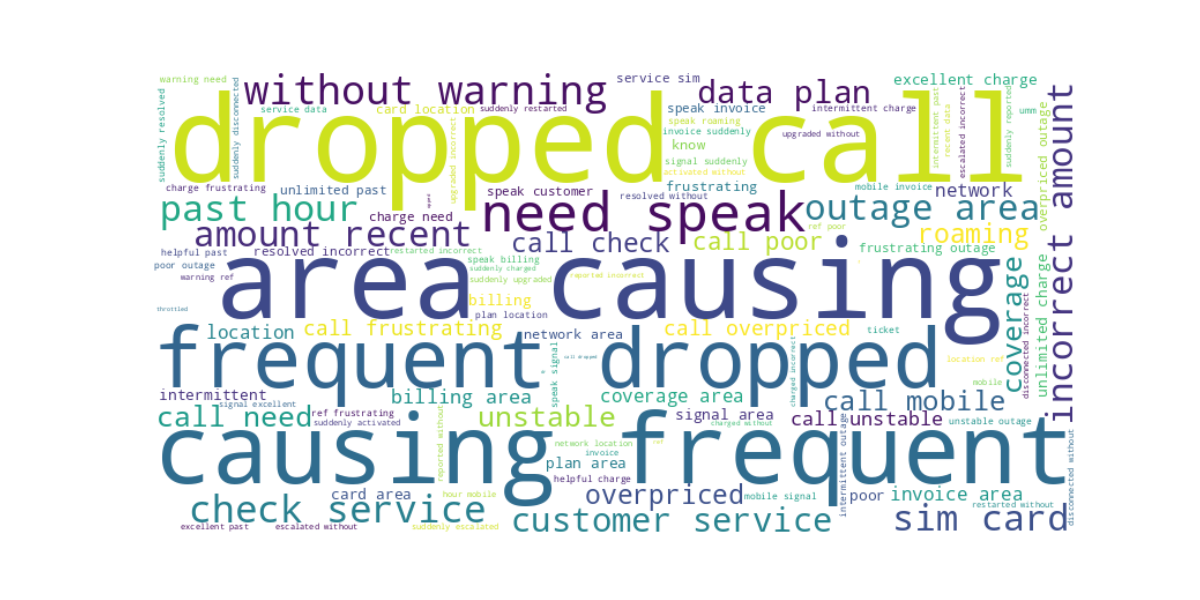 warning need
without warning
service sim
data plan
excellent charge
suddenly resolved
suddenly disconnected
service data
card location
suddenly restarted
speak invoice
intermittent charge
intermittent past
recent data
escalated incorrect
suddenly reported
umm
overpriced outage
incorrect amount
dropped call
upgraded incorrect
speak roaming
invoice suddenly
know
upgraded without
signal suddenly
activated without
charge frustrating
unlimited past
speak customer
resolved without
frustrating
mobile invoice
network
past hour
charge need
need speak
outage area
ref poor
roaming
amount recent
call check
call poor
helpful past
resolved incorrect
restarted incorrect
frustrating outage
poor outage
warning ref
area causing
speak billing
suddenly charged
suddenly upgraded
reported incorrect
coverage
disconnected incorrect
unlimited charge
billing
throttled
plan location
location
call frustrating
network area
call overpriced
ticket
frequent dropped
speak signal
call dropped
charged incorrect
location ref
mobile
intermittent
billing area
coverage area
call mobile
signal excellent
call need
ref frustrating
suddenly activated
unstable
signal area
charged without
call unstable
unstable outage
reported without
causing frequent
network location
ref
invoice
plan area
helpful charge
intermittent outage
disconnected without
card area
hour mobile
overpriced
mobile signal
poor
invoice area
restarted without
check service
customer service
sim card
excellent past
escalated without
suddenly escalated